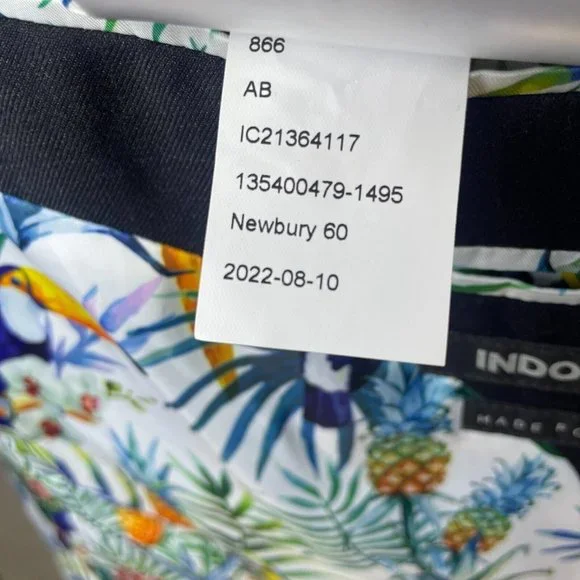 866
AB
IC21364117
135400479-1495
Newbury 60
2022-08-10
INDO
MADE FO